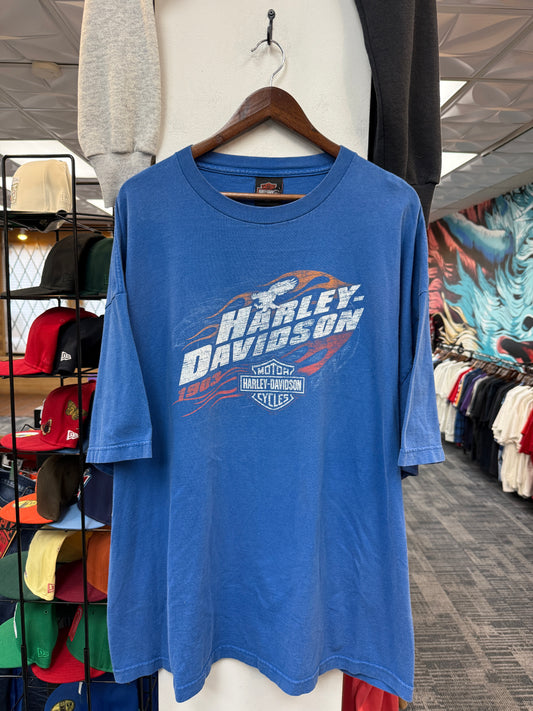 HARLEY-
DAVIDSON
1903
MOTOR
HARLEY-DAVIDSON
CYCLES